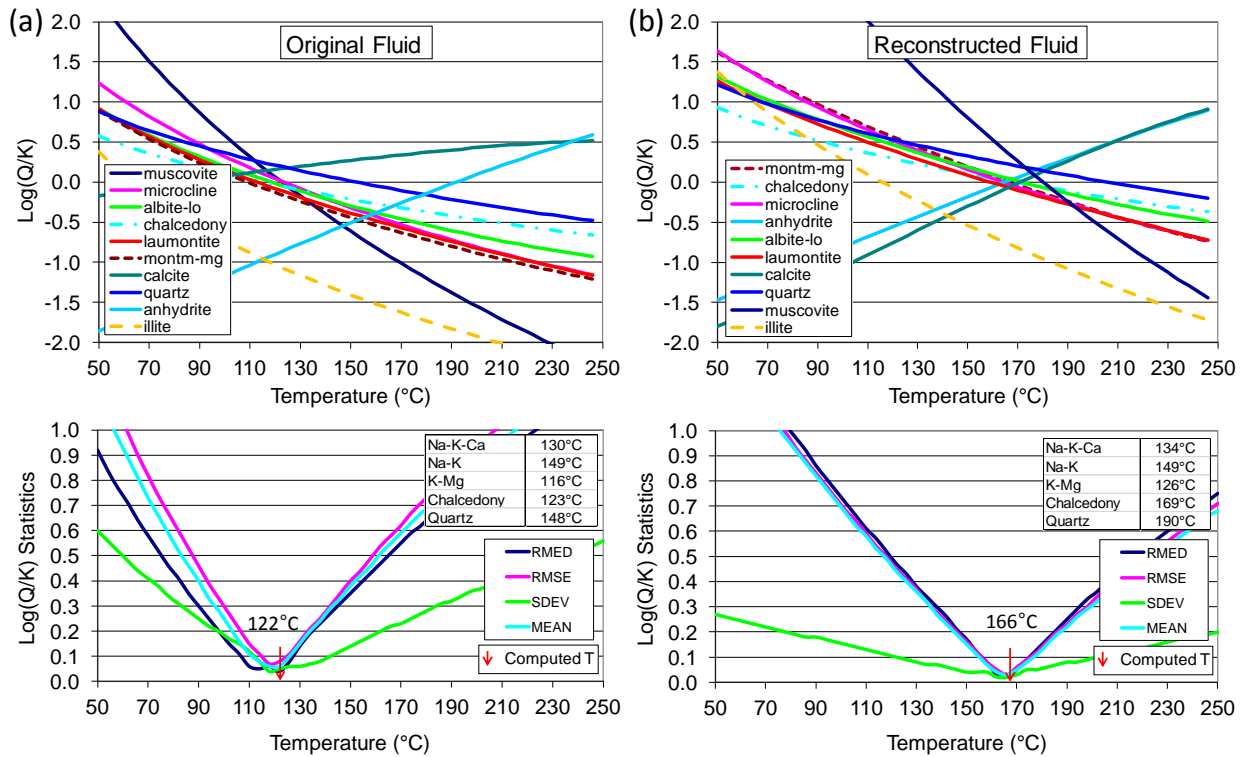 (a)
Original Fluid
Log(Q/K)
2.0
1.5
1.0
0.5
0.0
-0.5
-1.0
-1.5
-2.0
muscovite
microcline
albite-lo
chalcedony
laumontite
montm-mg
calcite
quartz
anhydrite
illite
50 70 90 110 130 150 170 190 210 230 250
Temperature (°C)
(b)
Reconstructed Fluid
Log(Q/K)
2.0
1.5
1.0
0.5
0.0
-0.5
-1.0
-1.5
-2.0
montm-mg
chalcedony
microcline
anhydrite
albite-lo
laumontite
calcite
quartz
muscovite
illite
50 70 90 110 130 150 170 190 210 230 250
Temperature (°C)
Log(Q/K) Statistics
1.0
0.9
0.8
0.7
0.6
0.5
0.4
0.3
0.2
0.1
0.0
Na-K-Ca 130°C
Na-K 149°C
K-Mg 116°C
Chalcedony 123°C
Quartz 148°C
RMED
RMSE
SDEV
MEAN
122°C
Computed T
50 70 90 110 130 150 170 190 210 230 250
Temperature (°C)
Log(Q/K) Statistics
1.0
0.9
0.8
0.7
0.6
0.5
0.4
0.3
0.2
0.1
0.0
Na-K-Ca 134°C
Na-K 149°C
K-Mg 126°C
Chalcedony 169°C
Quartz 190°C
RMED
RMSE
SDEV
MEAN
166°C
Computed T
50 70 90 110 130 150 170 190 210 230 250
Temperature (°C)